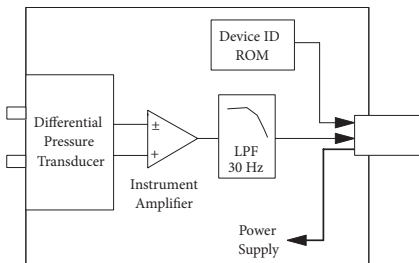 Device ID
ROM
Differential
Pressure
Transducer
±
+
LPF
30 Hz
Instrument
Amplifier
Power
Supply